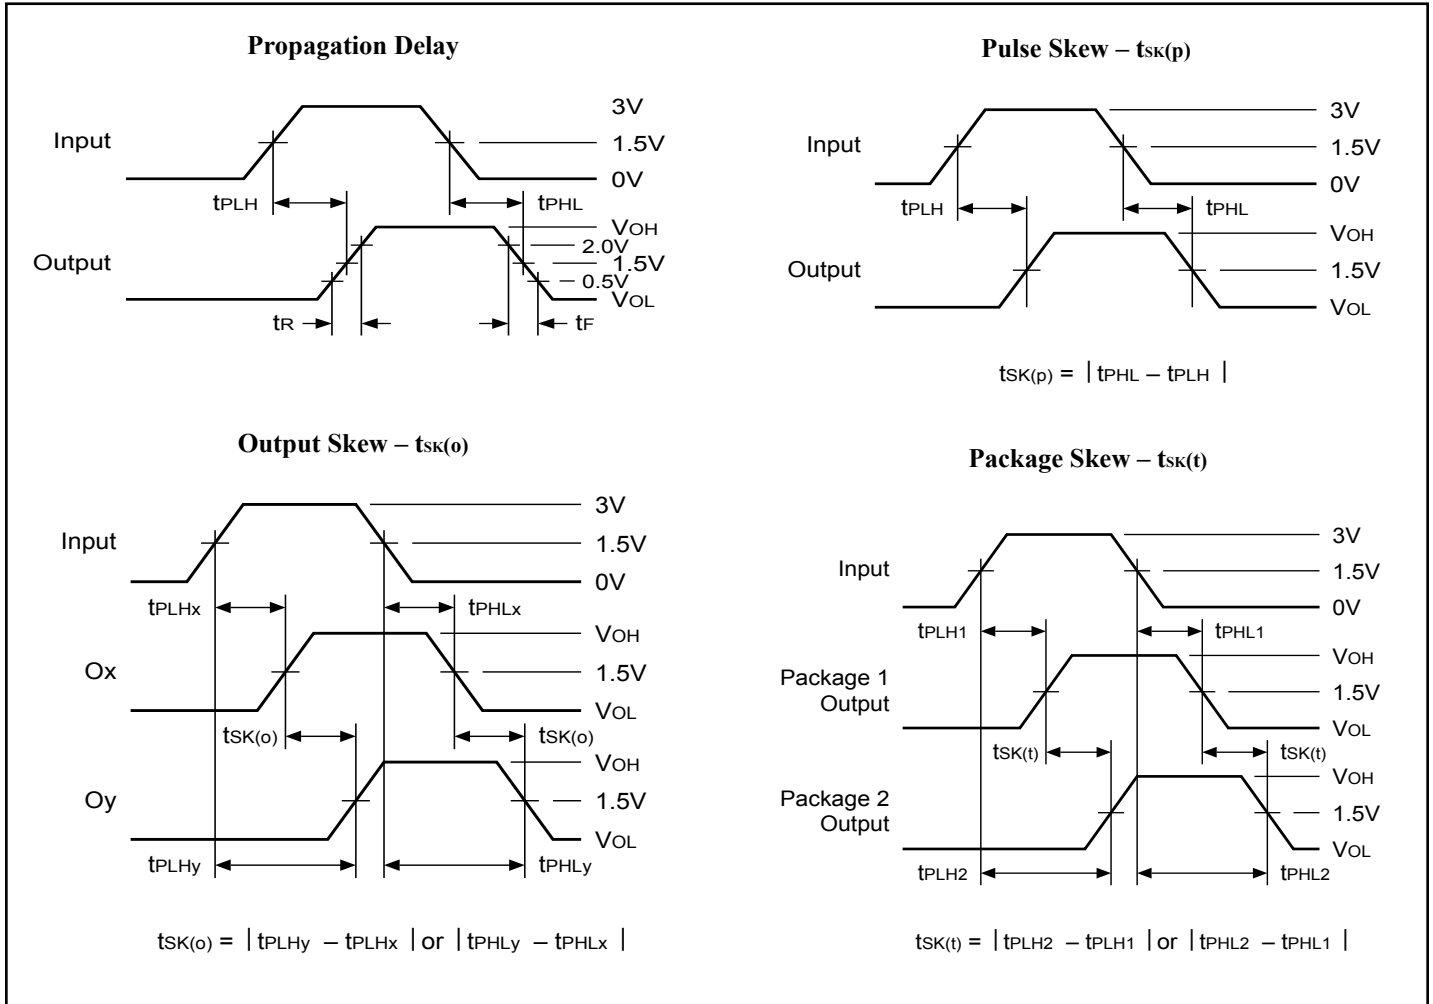 Propagation Delay
Input
3V
1.5V
0V
tPLH
tPHL
Output
VOH
2.0V
1.5V
0.5V
VOL
tR
tF
Pulse Skew – tSK(p)
Input
3V
1.5V
0V
tPLH
tPHL
Output
VOH
1.5V
VOL
tSK(p) = | tPHL – tPLH |
Output Skew – tSK(o)
Input
3V
1.5V
0V
tPLHx
tPHLx
Ox
VOH
1.5V
VOL
tSK(o)
tSK(o)
Oy
VOH
1.5V
VOL
tPLHy
tPHLy
tSK(o) = | tPLHy – tPLHx | or | tPHLy – tPHLx |
Package Skew – tSK(t)
Input
3V
1.5V
0V
tPLH1
tPHL1
Package 1
Output
VOH
1.5V
VOL
tSK(t)
tSK(t)
Package 2
Output
VOH
1.5V
VOL
tPLH2
tPHL2
tSK(t) = | tPLH2 – tPLH1 | or | tPHL2 – tPHL1 |